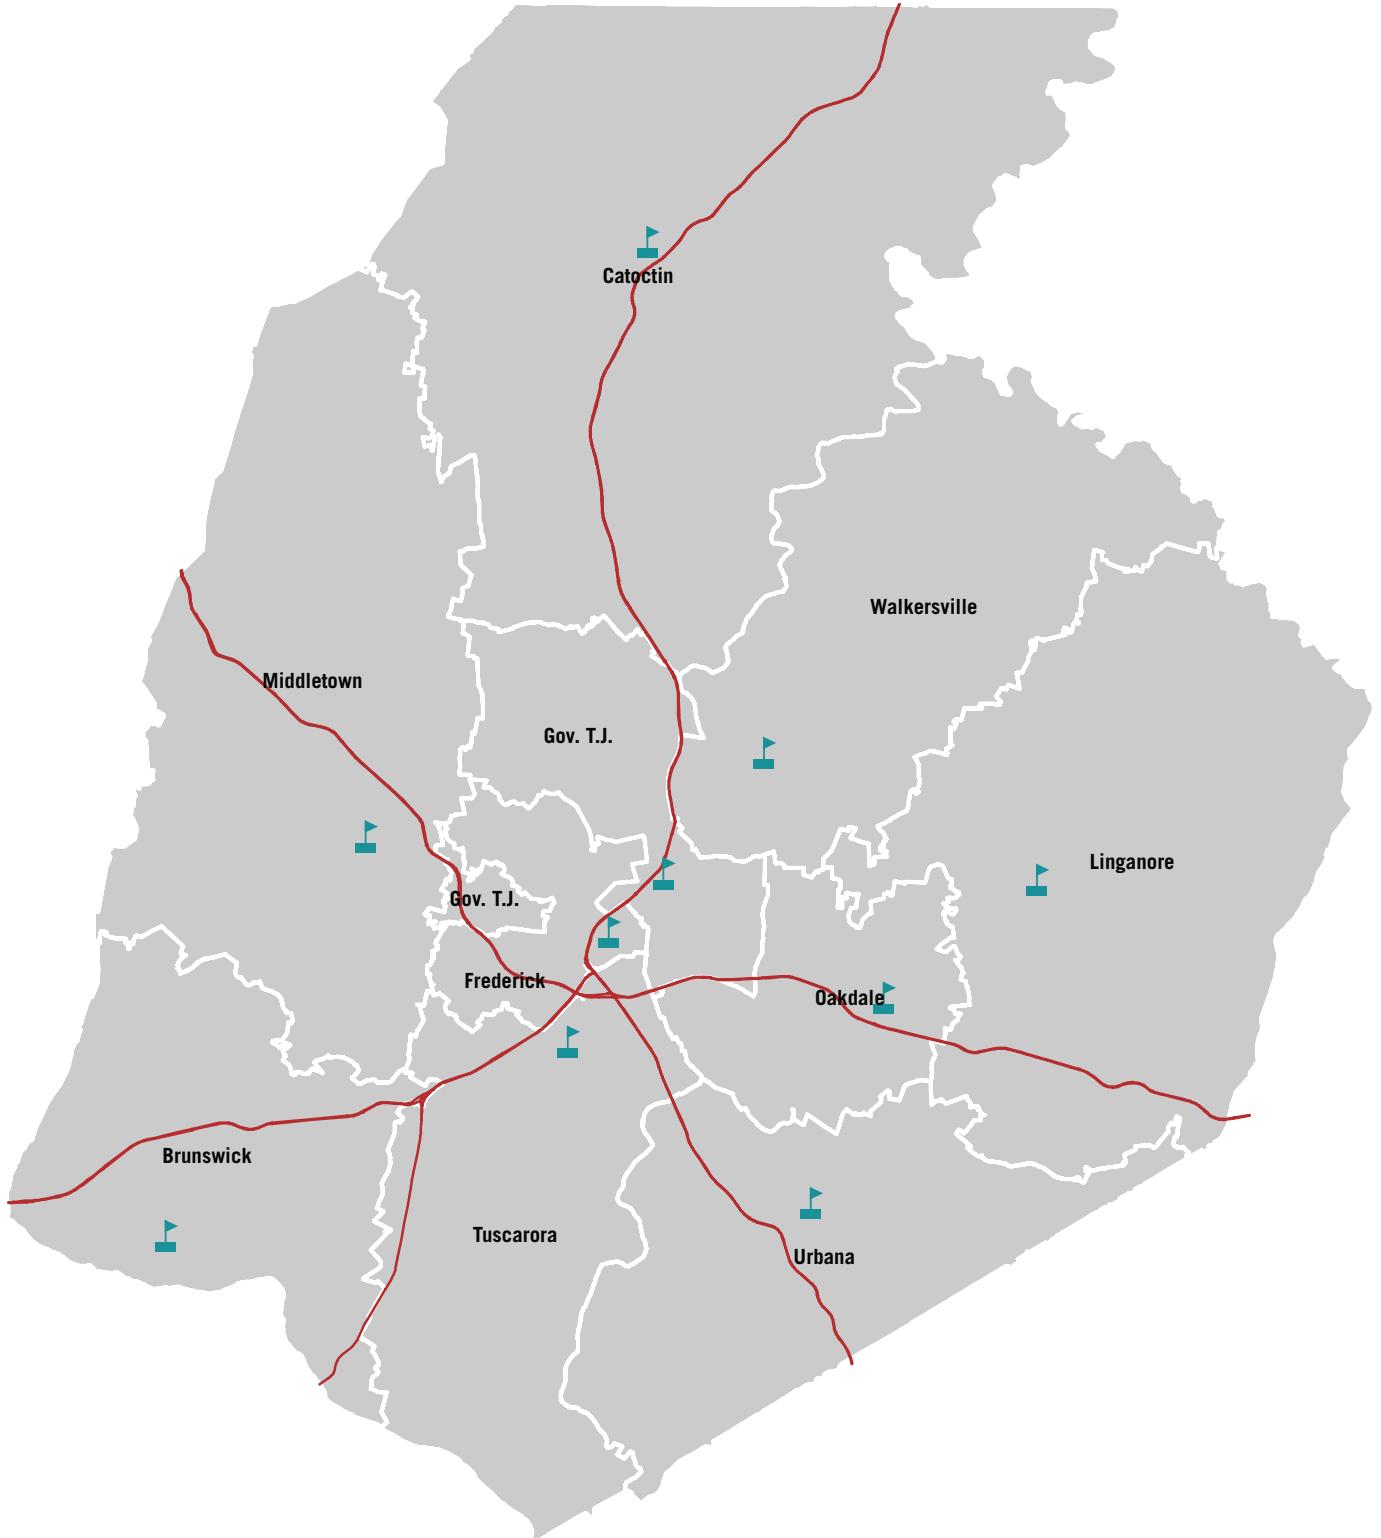 Catoctin
Walkersville
Middletown
Gov. T.J.
Linganore
Gov. T.J.
Frederick
Oakdale
Brunswick
Tuscarora
Urbana